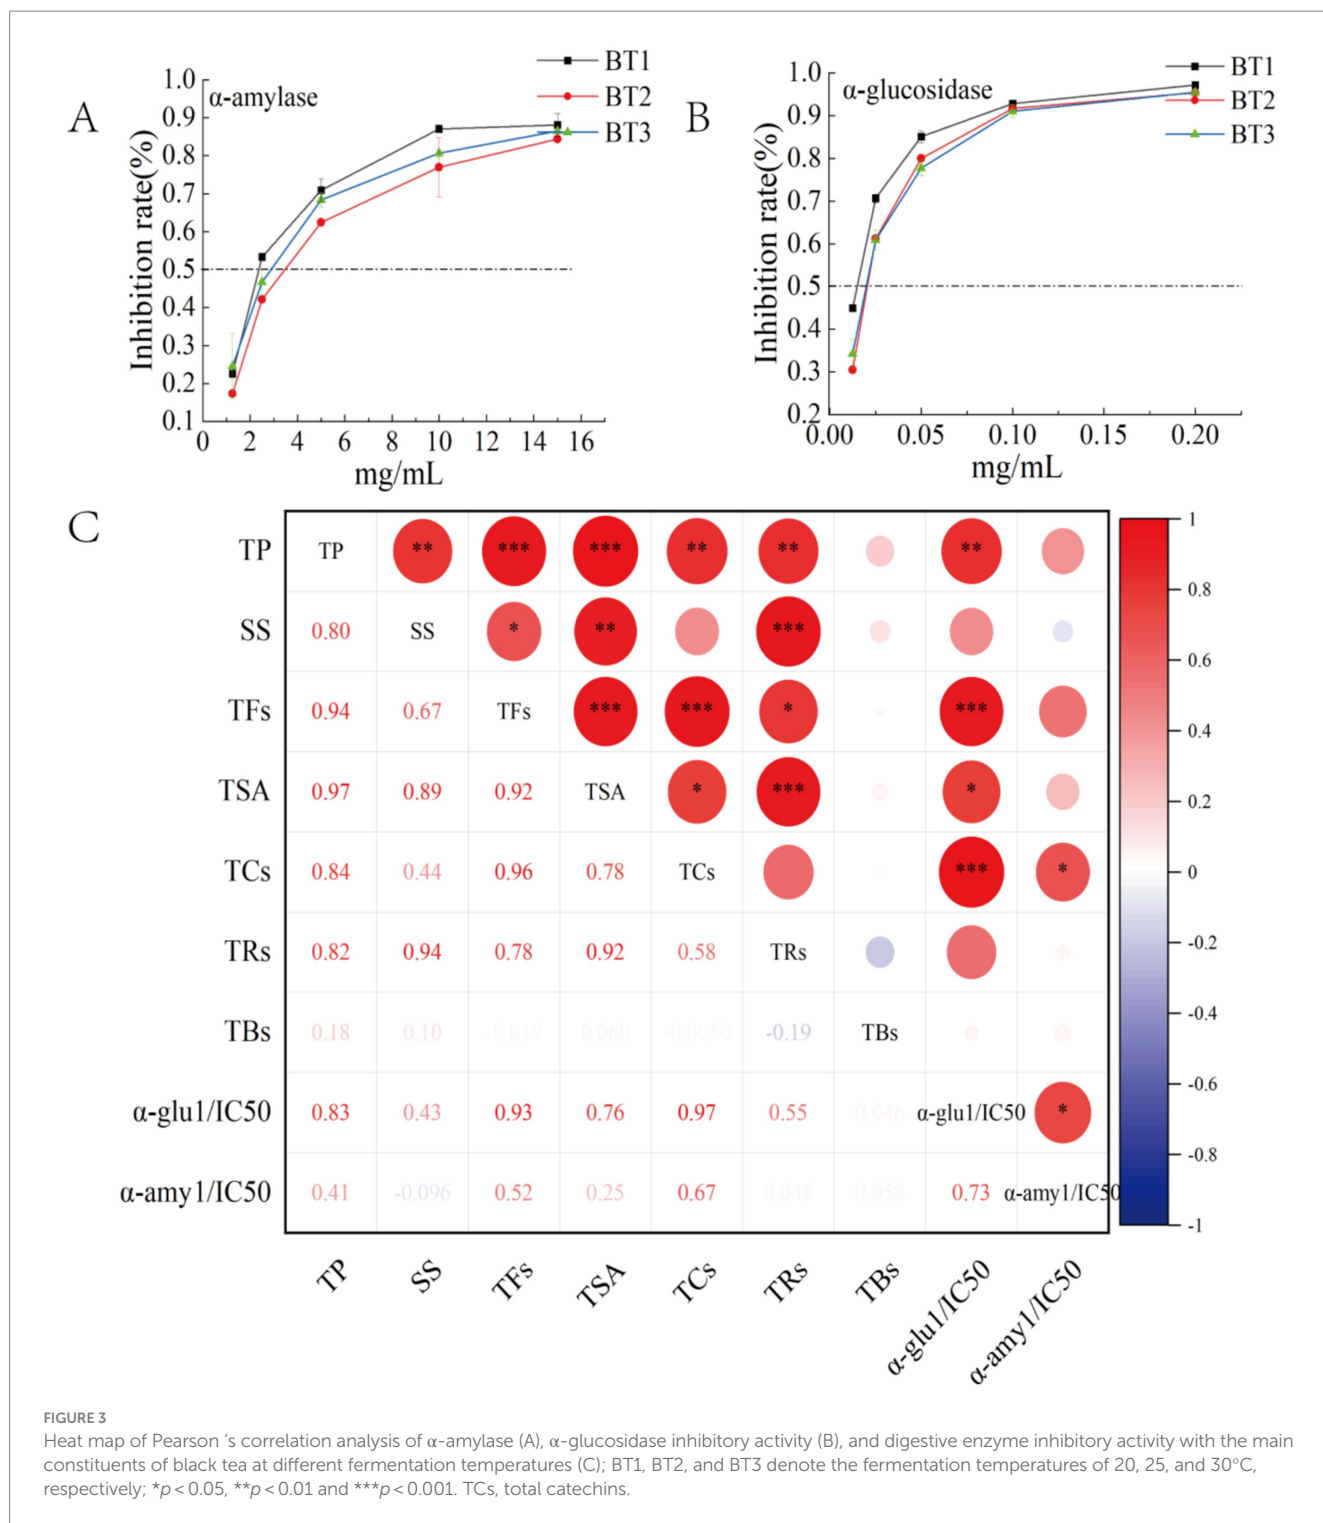 A
α-amylase
BT1
BT2
BT3
Inhibition rate(%)
1.0
0.9
0.8
0.7
0.6
0.5
0.4
0.3
0.2
0.1
0 2 4 6 8 10 12 14 16
mg/mL
B
α-glucosidase
BT1
BT2
BT3
Inhibition rate(%)
1.0
0.9
0.8
0.7
0.6
0.5
0.4
0.3
0.2
0.00 0.05 0.10 0.15 0.20
mg/mL
C
TP TP ** *** *** ** ** **
SS 0.80 SS * ** ***
TFs 0.94 0.67 TFs *** *** * ***
TSA 0.97 0.89 0.92 TSA * *** *
TCs 0.84 0.44 0.96 0.78 TCs *** *
TRs 0.82 0.94 0.78 0.92 0.58 TRs
TBs 0.18 0.10 -0.019 0.060 -0.0050 -0.19 TBs
α-glu1/IC50 0.83 0.43 0.93 0.76 0.97 0.55 0.046 α-glu1/IC50 *
α-amy1/IC50 0.41 -0.096 0.52 0.25 0.67 0.048 0.058 0.73 α-amy1/IC50
TP SS TFs TSA TCs TRs TBs α-glu1/IC50 α-amy1/IC50
1
0.8
0.6
0.4
0.2
0
-0.2
-0.4
-0.6
-0.8
-1
FIGURE 3
Heat map of Pearson ‘s correlation analysis of α-amylase (A), α-glucosidase inhibitory activity (B), and digestive enzyme inhibitory activity with the main
constituents of black tea at different fermentation temperatures (C); BT1, BT2, and BT3 denote the fermentation temperatures of 20, 25, and 30°C,
respectively; *p < 0.05, **p < 0.01 and ***p < 0.001. TCs, total catechins.